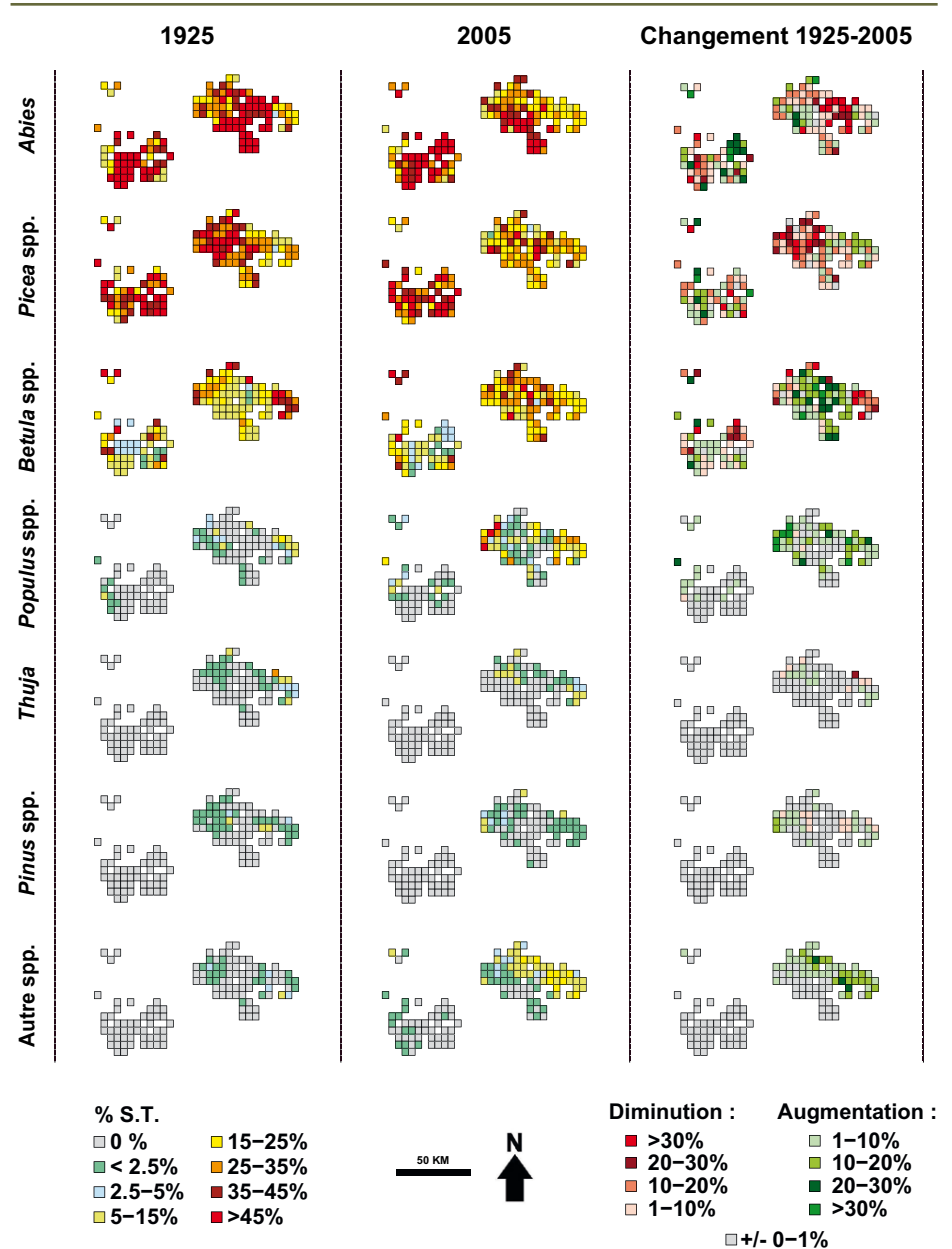 1925 2005 Changement 1925-2005
Abies
Picea spp.
Betula spp.
Populus spp.
Thuja
Pinus spp.
Autre spp.
% S.T.
0 % 15–25%
< 2.5% 25–35%
2.5–5% 35–45%
5–15% >45%
50 KM
N
Diminution : Augmentation :
>30% 1–10%
20–30% 10–20%
10–20% 20–30%
1–10% >30%
+/- 0–1%